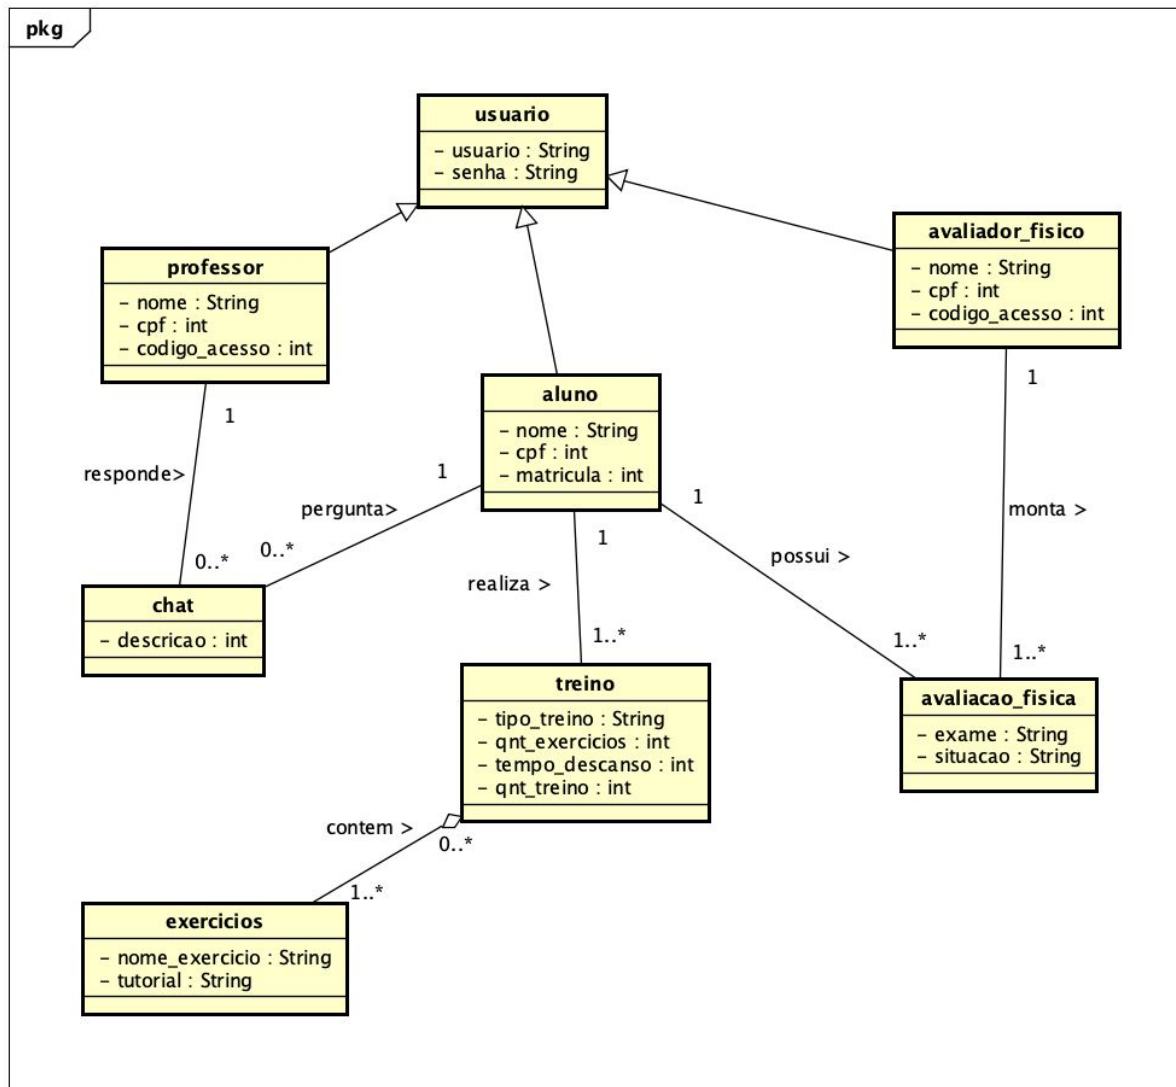 pkg
usuario
- usuario : String
- senha : String
avaliador_fisico
- nome : String
- cpf : int
- codigo_acesso : int
professor
- nome : String
- cpf : int
- codigo_acesso : int
aluno
- nome : String
- cpf : int
- matricula : int
1
responde>
0..*
1
pergunta>
0..*
1
realiza >
1..*
1
possui >
1..*
1
monta >
1..*
chat
- descricao : int
treino
- tipo_treino : String
- qnt_exercicios : int
- tempo_descanso : int
- qnt_treino : int
avaliacao_fisica
- exame : String
- situacao : String
contem >
0..*
1..*
exercicios
- nome_exercicio : String
- tutorial : String